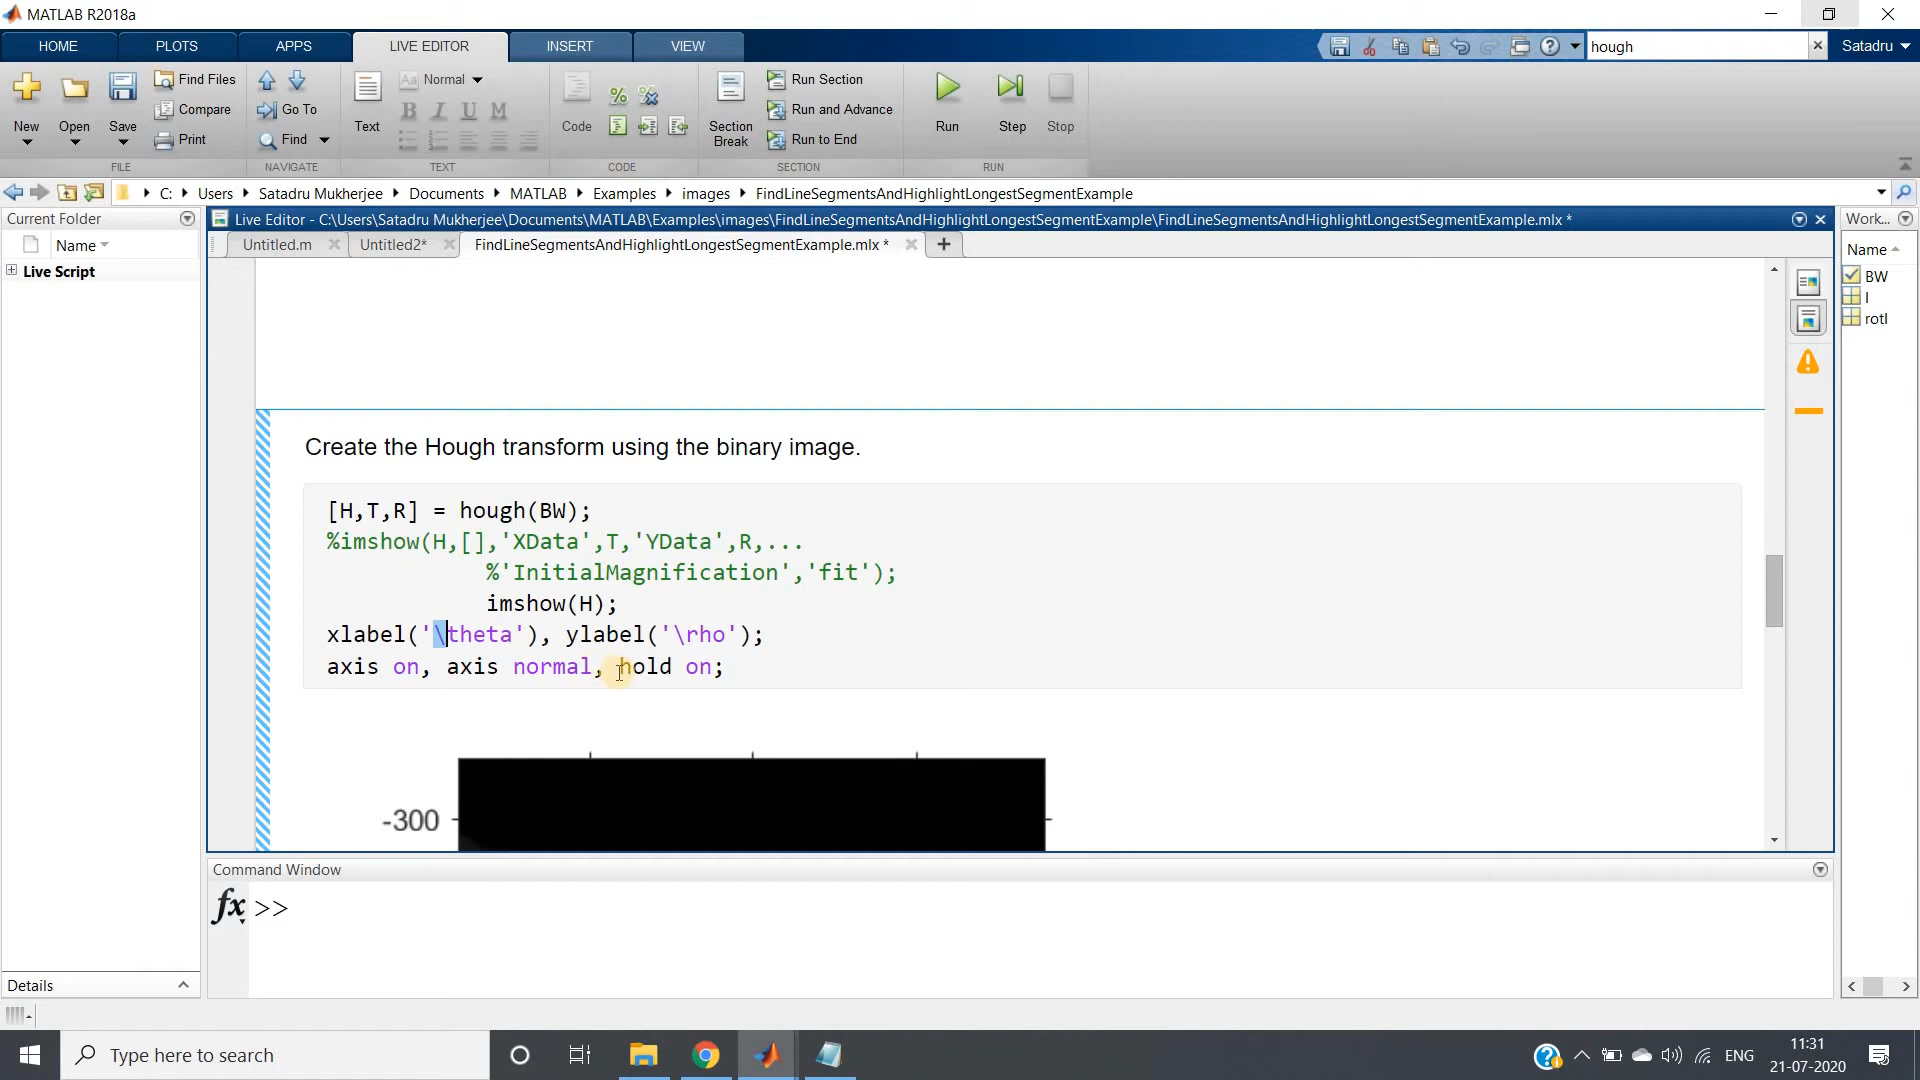 MATLAB R2018a
HOME PLOTS APPS LIVE EDITOR INSERT VIEW hough Satadru
New Open Save Find Files Compare Print Go To Find Text Normal B I U M Code Section Break Run Section Run and Advance Run to End Run Step Stop
FILE NAVIGATE TEXT CODE SECTION RUN
C: Users Satadru Mukherjee Documents MATLAB Examples images FindLineSegmentsAndHighlightLongestSegmentExample
Current Folder
Live Editor - C:\Users\Satadru Mukherjee\Documents\MATLAB\Examples\images\FindLineSegmentsAndHighlightLongestSegmentExample\FindLineSegmentsAndHighlightLongestSegmentExample.mlx *
Work...
Name
Untitled.m Untitled2* FindLineSegmentsAndHighlightLongestSegmentExample.mlx *
Name
Live Script
BW
I
rotI
Create the Hough transform using the binary image.
[H,T,R] = hough(BW);
%imshow(H,[],'XData',T,'YData',R,...
%'InitialMagnification','fit');
imshow(H);
xlabel('\theta'), ylabel('\rho');
axis on, axis normal, hold on;
-300
Command Window
fx >>
Details
Type here to search
ENG
11:31
21-07-2020